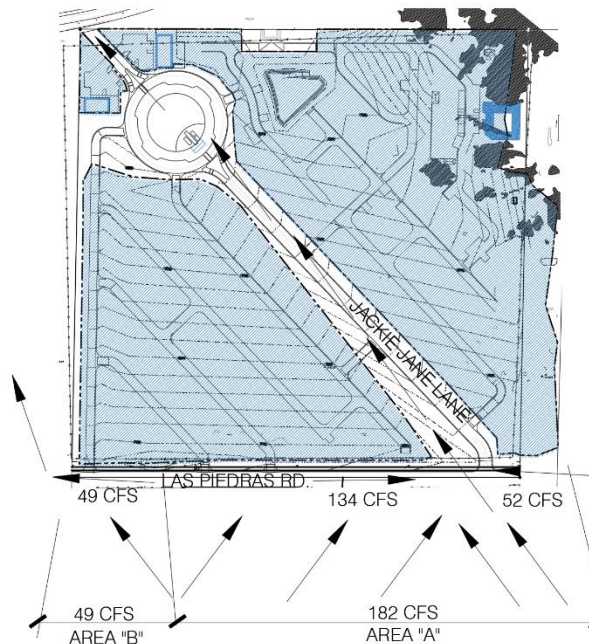 JACKIE JANE LANE
LAS PIEDRAS RD.
49 CFS
134 CFS
52 CFS
49 CFS
182 CFS
AREA "B"
AREA "A"